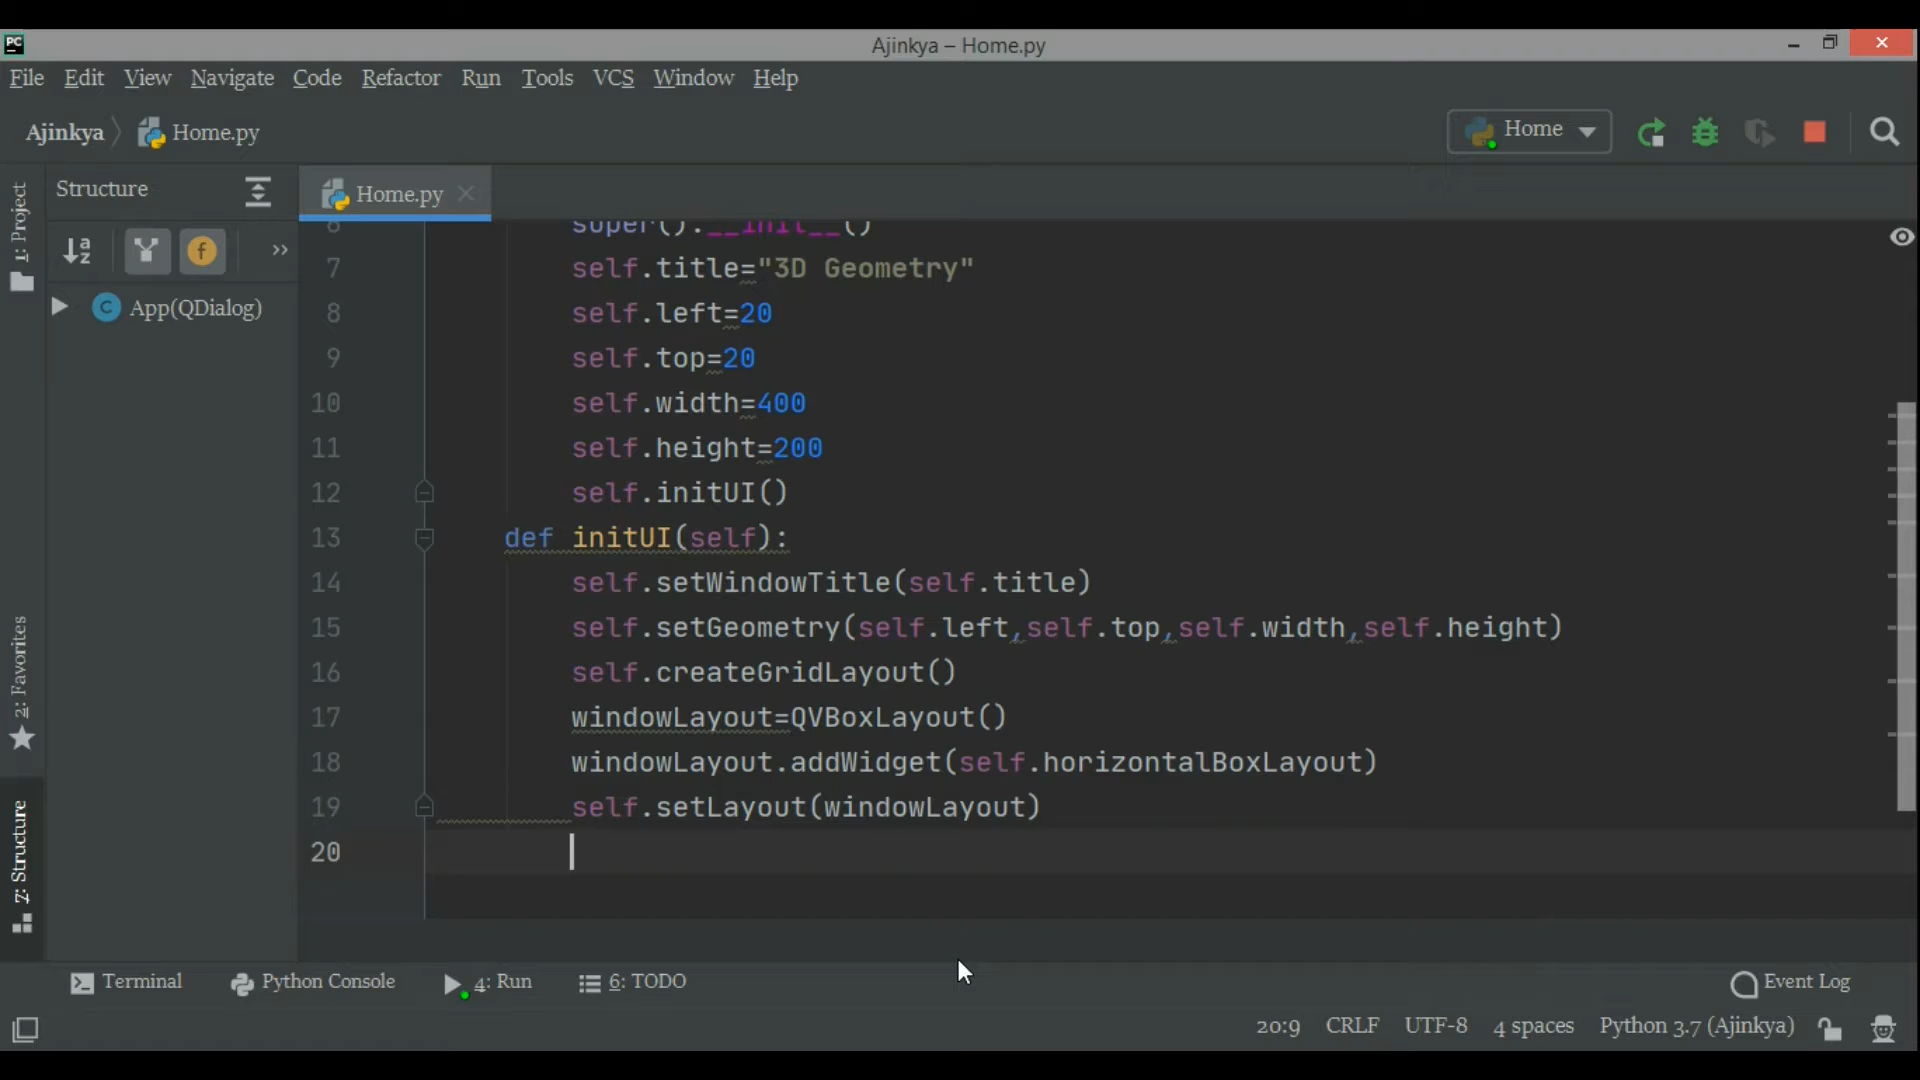 PC
Ajinkya – Home.py
File Edit View Navigate Code Refactor Run Tools VCS Window Help
Ajinkya Home.py
Home
1: Project
Structure
Home.py
App(QDialog)
2: Favorites
Z: Structure
6 super().__init__()
7 self.title="3D Geometry"
8 self.left=20
9 self.top=20
10 self.width=400
11 self.height=200
12 self.initUI()
13 def initUI(self):
14 self.setWindowTitle(self.title)
15 self.setGeometry(self.left,self.top,self.width,self.height)
16 self.createGridLayout()
17 windowLayout=QVBoxLayout()
18 windowLayout.addWidget(self.horizontalBoxLayout)
19 self.setLayout(windowLayout)
20
Terminal Python Console 4: Run 6: TODO Event Log
20:9 CRLF UTF-8 4 spaces Python 3.7 (Ajinkya)